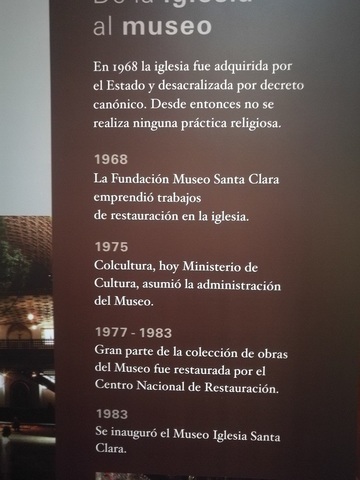 De la iglesia
al museo
En 1968 la iglesia fue adquirida por
el Estado y desacralizada por decreto
canónico. Desde entonces no se
realiza ninguna práctica religiosa.
1968
La Fundación Museo Santa Clara
emprendió trabajos
de restauración en la iglesia.
1975
Colcultura, hoy Ministerio de
Cultura, asumió la administración
del Museo.
1977 - 1983
Gran parte de la colección de obras
del Museo fue restaurada por el
Centro Nacional de Restauración.
1983
Se inauguró el Museo Iglesia Santa
Clara.